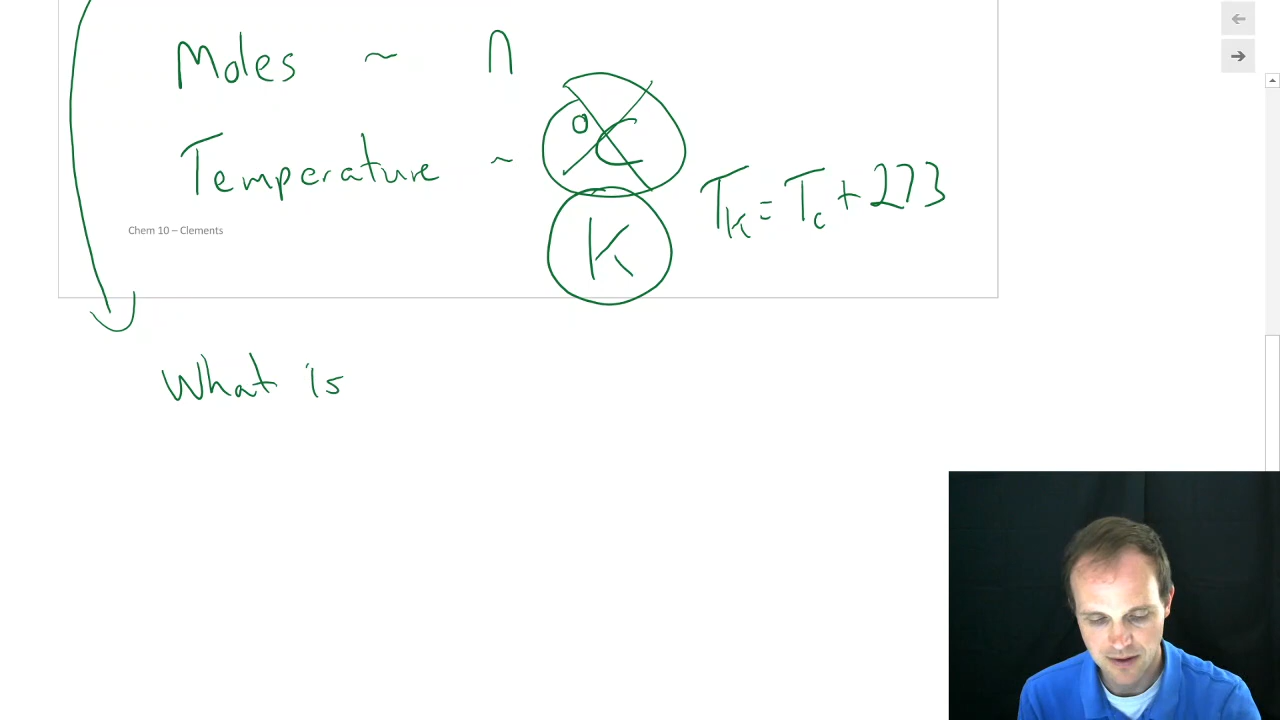 Moles ~ n
Temperature ~ °C
K T_K = T_c + 273
Chem 10 – Clements
What is